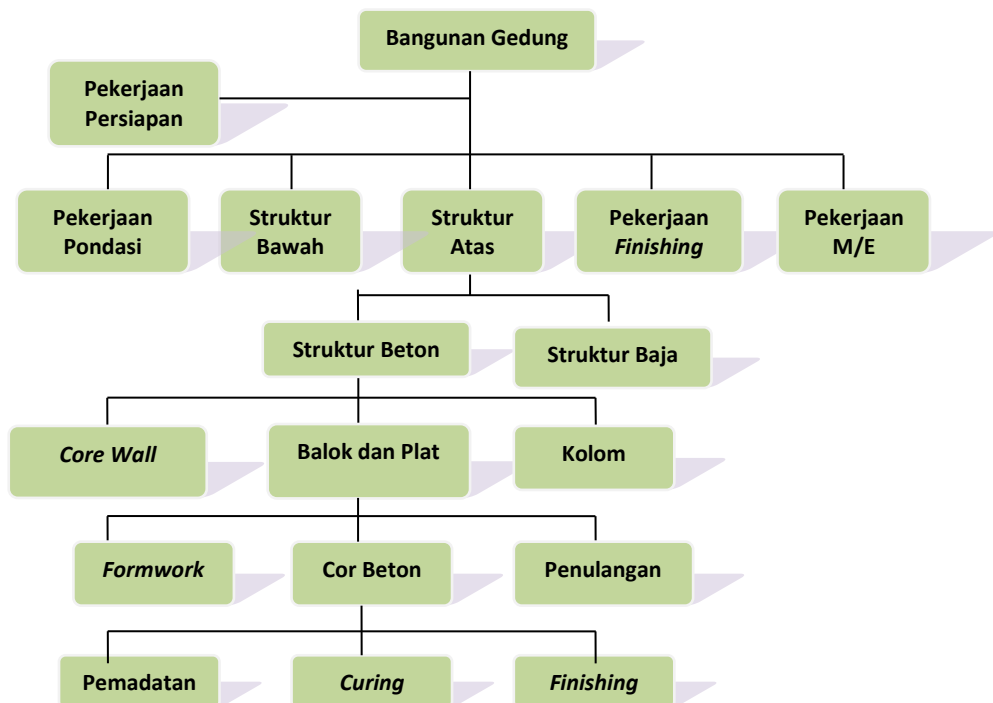 Bangunan Gedung
Pekerjaan
Persiapan
Pekerjaan
Pondasi
Struktur
Bawah
Struktur
Atas
Pekerjaan
Finishing
Pekerjaan
M/E
Struktur Beton
Struktur Baja
Core Wall
Balok dan Plat
Kolom
Formwork
Cor Beton
Penulangan
Pemadatan
Curing
Finishing